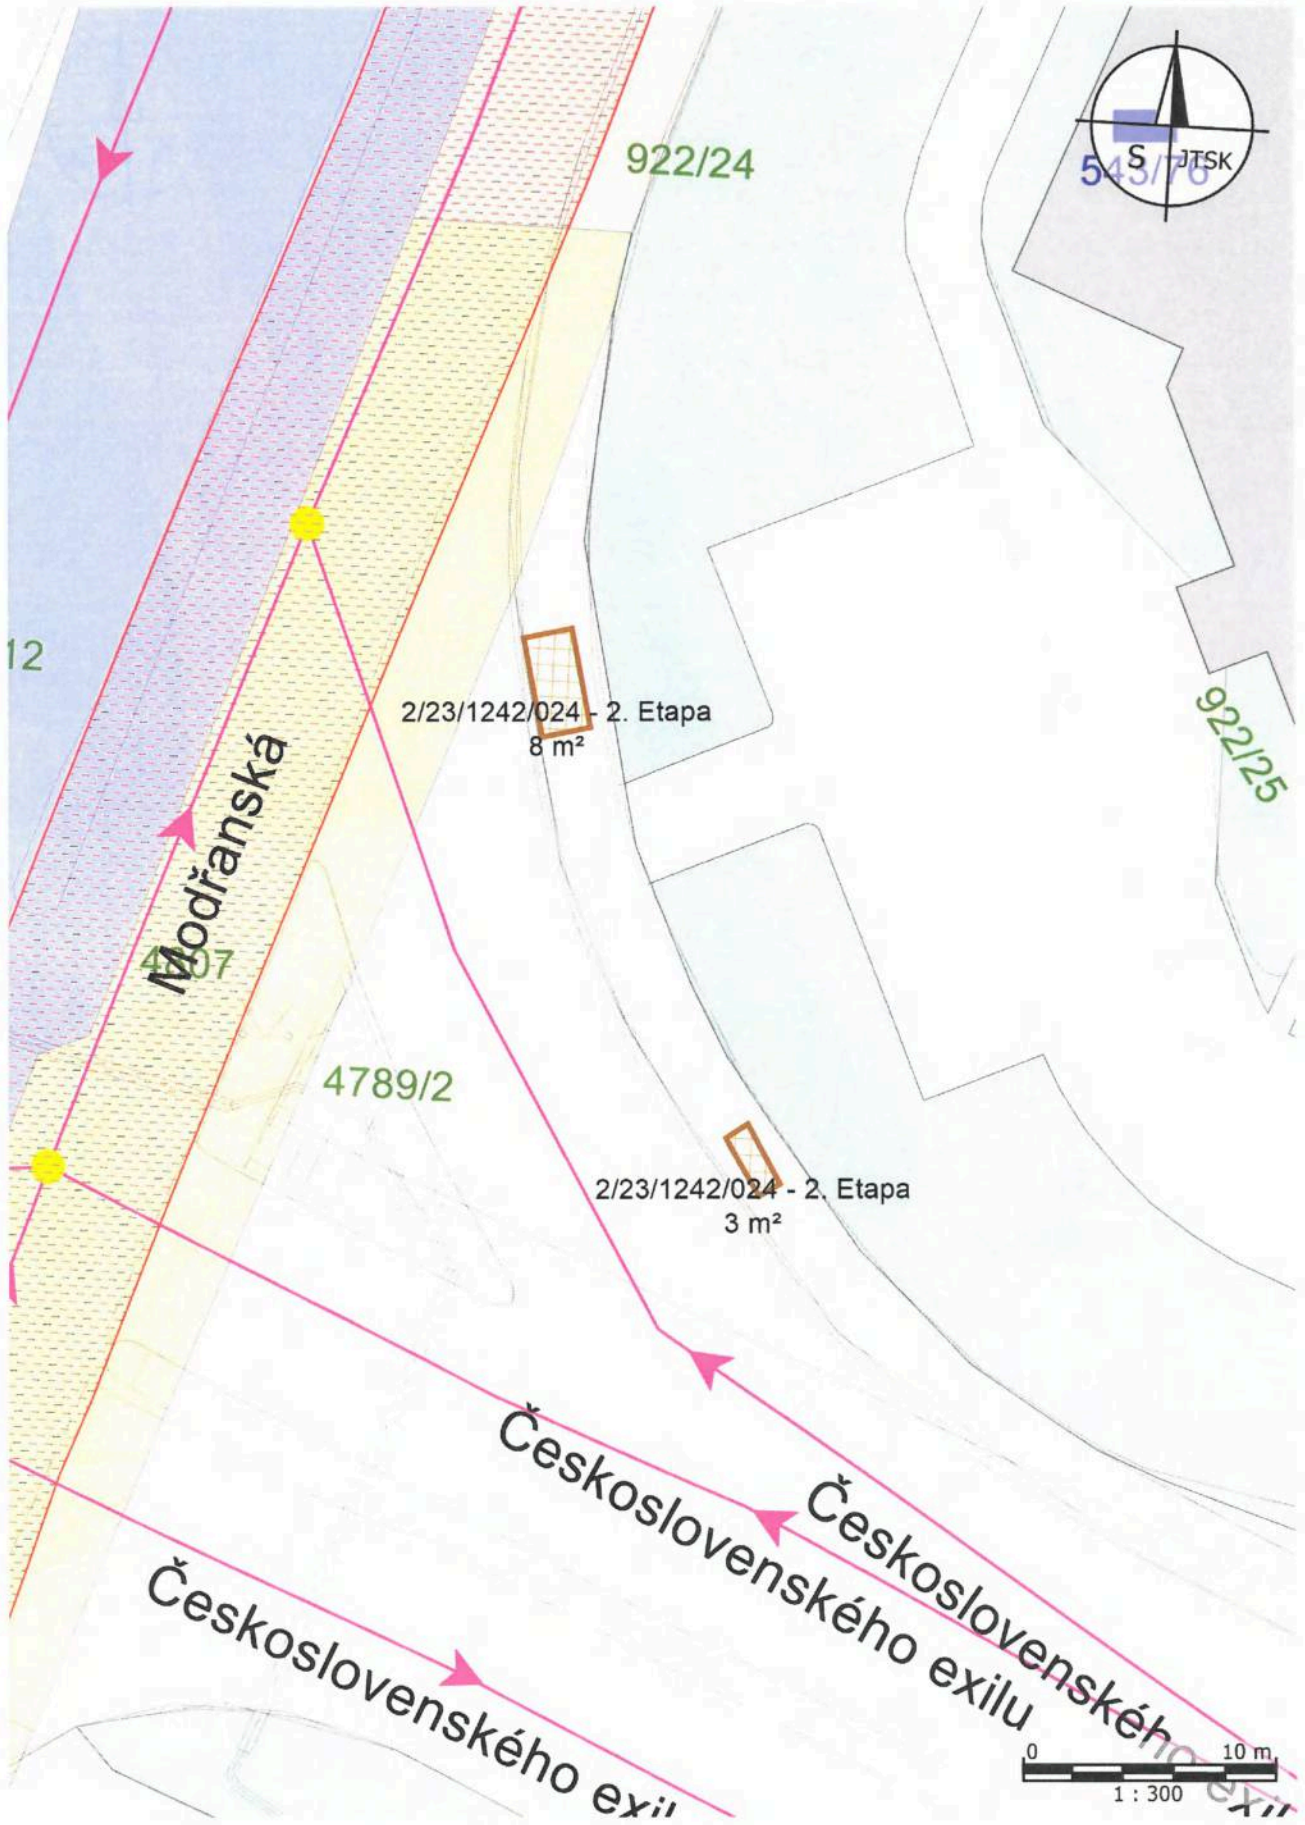 922/24
S JTSK
543/76
12
2/23/1242/024 - 2. Etapa
8 m²
922/25
Modřanská
4789/2
2/23/1242/024 - 2. Etapa
3 m²
Československého exilu
Československého exil
Československého exil
0 10 m
1 : 300